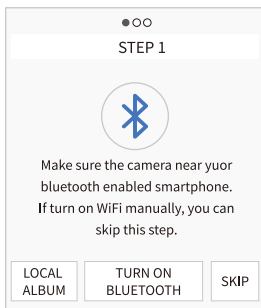 STEP 1
Make sure the camera near yuor
bluetooth enabled smartphone.
If turn on WiFi manually, you can
skip this step.
LOCAL
ALBUM
TURN ON
BLUETOOTH
SKIP